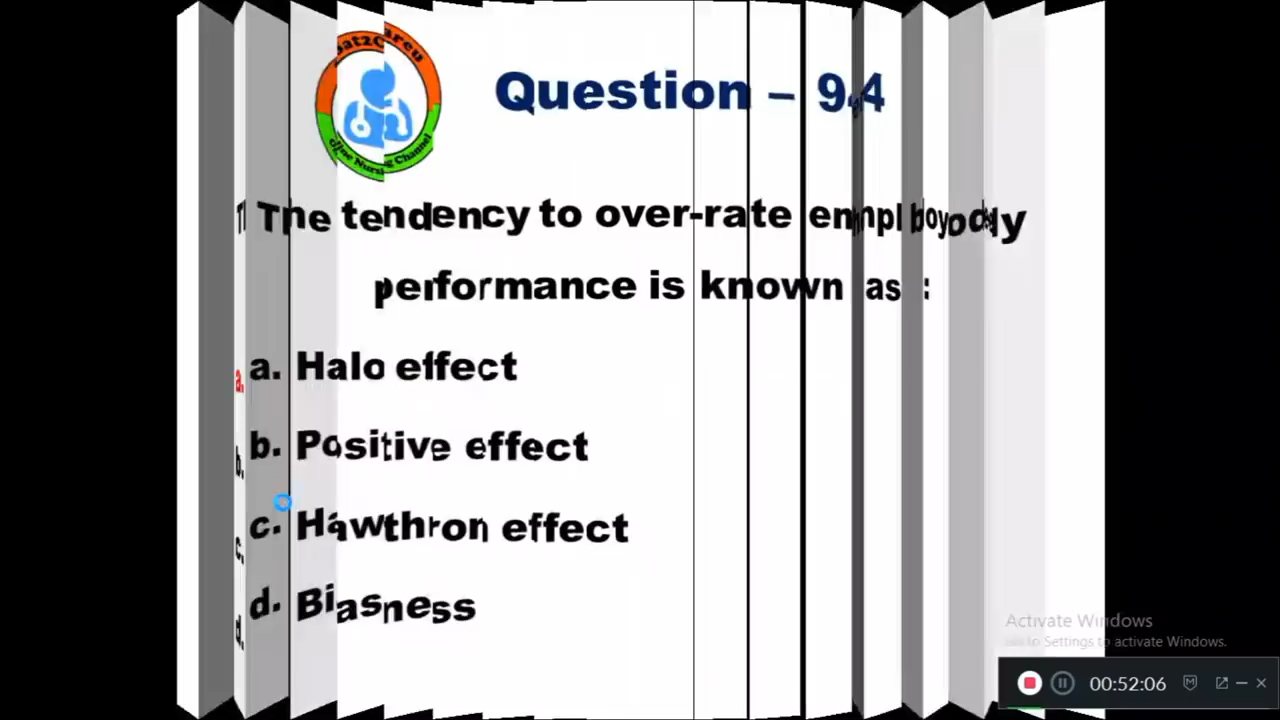 Question – 94
The tendency to over-rate
performance is known as :
a. Halo effect
b. Positive effect
c. Hawthron effect
d. Biasness
Activate Windows
to Settings to activate Windows.
00:52:06